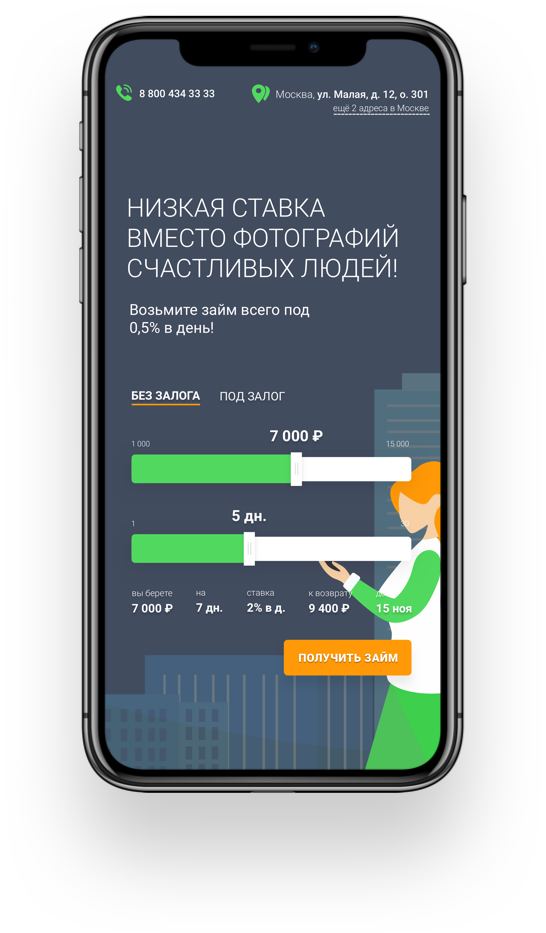 8 800 434 33 33
Москва, ул. Малая, д. 12, о. 301
ещё 2 адреса в Москве
НИЗКАЯ СТАВКА
ВМЕСТО ФОТОГРАФИЙ
СЧАСТЛИВЫХ ЛЮДЕЙ!
Возьмите займ всего под
0,5% в день!
БЕЗ ЗАЛОГА ПОД ЗАЛОГ
7 000 ₽
1 000 15 000
5 дн.
1
вы берете на ставка к возврату
7 000 ₽ 7 дн. 2% в д. 9 400 ₽ 15 ноя
ПОЛУЧИТЬ ЗАЙМ